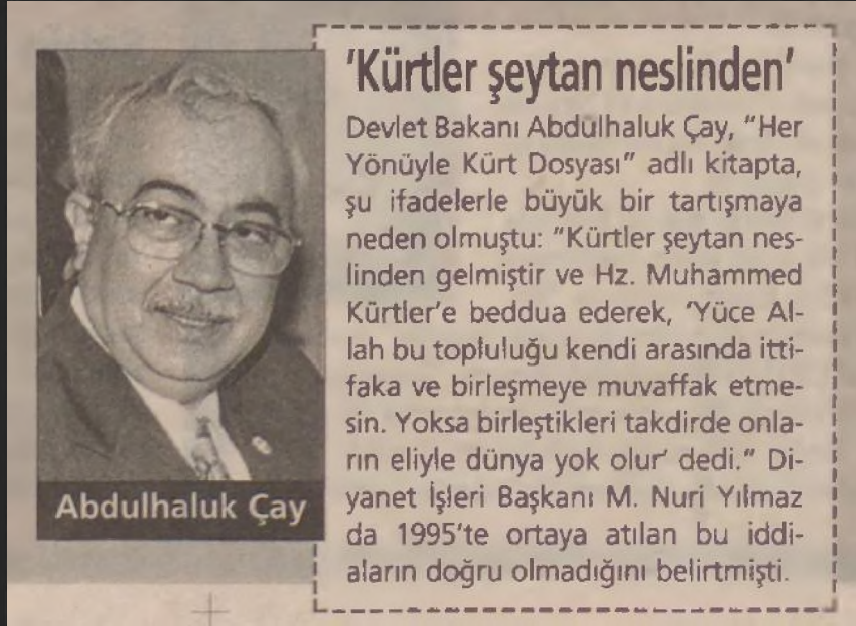 'Kürtler şeytan neslinden'
Devlet Bakanı Abdulhaluk Çay, "Her
Yönüyle Kürt Dosyası" adlı kitapta,
şu ifadelerle büyük bir tartışmaya
neden olmuştu: "Kürtler şeytan nes-
linden gelmiştir ve Hz. Muhammed
Kürtler'e beddua ederek, 'Yüce Al-
lah bu topluluğu kendi arasında itti-
faka ve birleşmeye muvaffak etme-
sin. Yoksa birleştikleri takdirde onla-
rın eliyle dünya yok olur' dedi." Di-
yanet İşleri Başkanı M. Nuri Yılmaz
da 1995'te ortaya atılan bu iddi-
aların doğru olmadığını belirtmişti.
Abdulhaluk Çay